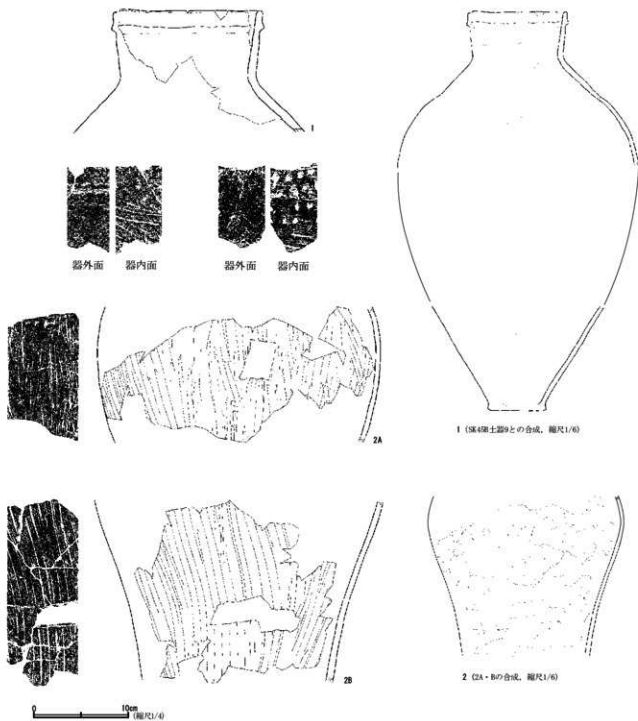 1
器外面 器内面 器外面 器内面
2A
1 (SK45B土器9との合成, 縮尺1/6)
2B
2 (2A・Bの合成, 縮尺1/6)
0 10cm
(縮尺1/4)